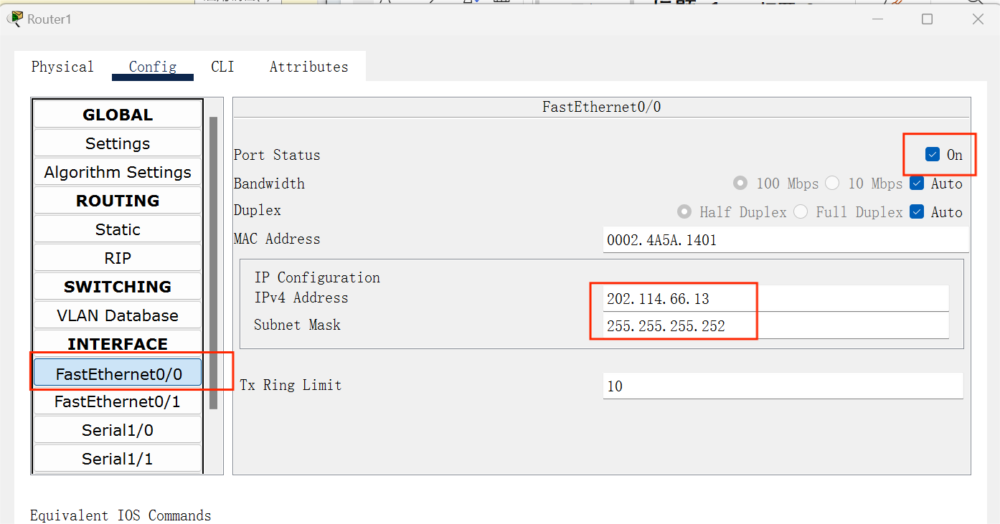 Router1
Physical Config CLI Attributes
GLOBAL
Settings
Algorithm Settings
ROUTING
Static
RIP
SWITCHING
VLAN Database
INTERFACE
FastEthernet0/0
FastEthernet0/1
Serial1/0
Serial1/1
FastEthernet0/0
Port Status On
Bandwidth 100 Mbps 10 Mbps Auto
Duplex Half Duplex Full Duplex Auto
MAC Address 0002.4A5A.1401
IP Configuration
IPv4 Address 202.114.66.13
Subnet Mask 255.255.255.252
Tx Ring Limit 10
Equivalent IOS Commands